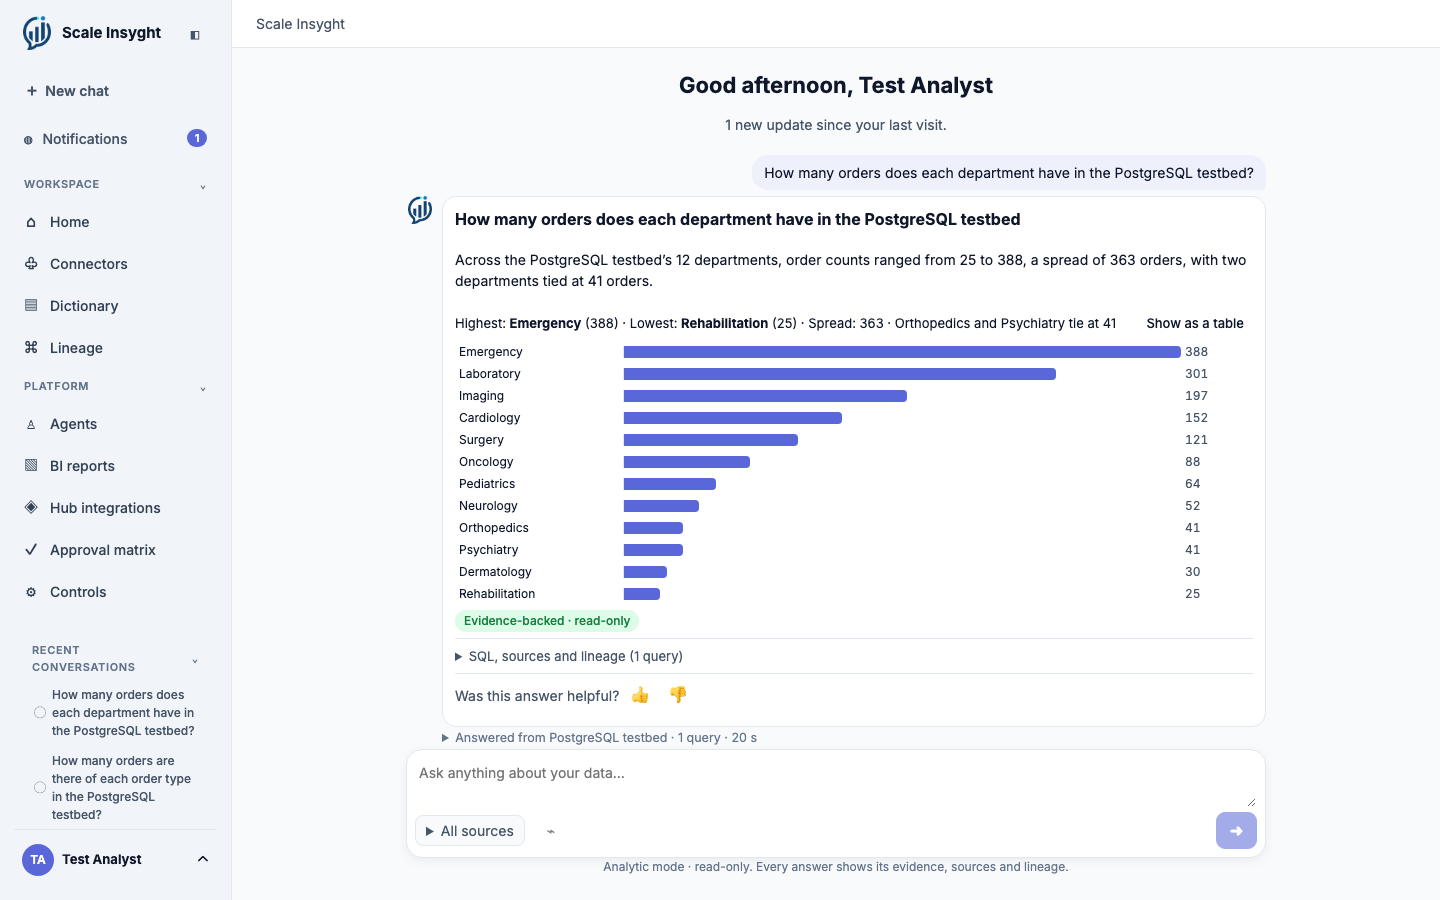 Scale Insyght
New chat
Notifications
1
WORKSPACE
Home
Connectors
Dictionary
Lineage
PLATFORM
Agents
BI reports
Hub integrations
Approval matrix
Controls
RECENT
CONVERSATIONS
How many orders does
each department have in
the PostgreSQL testbed?
How many orders are
there of each order type
in the PostgreSQL
testbed?
TA
Test Analyst
Scale Insyght
Good afternoon, Test Analyst
1 new update since your last visit.
How many orders does each department have in the PostgreSQL testbed?
How many orders does each department have in the PostgreSQL testbed
Across the PostgreSQL testbed’s 12 departments, order counts ranged from 25 to 388, a spread of 363 orders, with two
departments tied at 41 orders.
Highest: Emergency (388) · Lowest: Rehabilitation (25) · Spread: 363 · Orthopedics and Psychiatry tie at 41
Show as a table
Emergency 388
Laboratory 301
Imaging 197
Cardiology 152
Surgery 121
Oncology 88
Pediatrics 64
Neurology 52
Orthopedics 41
Psychiatry 41
Dermatology 30
Rehabilitation 25
Evidence-backed · read-only
SQL, sources and lineage (1 query)
Was this answer helpful?
Answered from PostgreSQL testbed · 1 query · 20 s
Ask anything about your data...
All sources
Analytic mode · read-only. Every answer shows its evidence, sources and lineage.